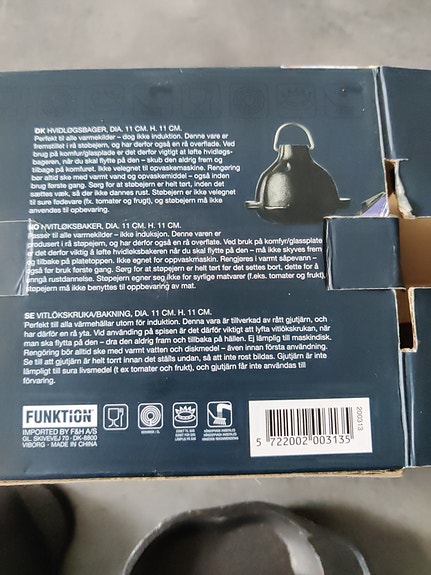 DK HVIDLØGSBAGER, DIA. 11 CM. H. 11 CM.
Perfekt til alle varmekilder – dog ikke induktion. Denne vare er
fremstillet i rå støbejern, og har derfor også en rå overflade. Ved
brug på komfur/glasplade er det derfor vigtigt at løfte hvidløgs-
bageren, når du skal flytte på den – skub den aldrig frem og
tilbage på komfuret. Ikke velegnet til opvaskemaskine. Rengøring
bør altid ske med varmt vand og opvaskemiddel – også inden
brug første gang. Sørg for at støbejern er helt tørt, inden det
sættes væk, så der ikke dannes rust. Støbejern er ikke velegnet
til sure fødevare (fx. tomater og frugt), og støbejern må ikke
anvendes til opbevaring.
NO HVITLØKSBAKER, DIA. 11 CM. H. 11 CM.
Passer til alle varmekilder – ikke induksjon. Denne varen er
produsert i rå støpejern, og har derfor også en rå overflate. Ved bruk på komfyr/glassplate
er det derfor viktig å løfte hvidløksbakeren når du skal flytte på den – må ikke skyves frem
og tilbake på platetoppen. Ikke egnet for oppvaskmaskin. Rengjøres i varmt såpevann –
også før bruk første gang. Sørg for at støpejern er helt tørt før det settes bort, dette for å
unngå rustdannelse. Støpejern egner seg ikke for syrlige matvarer (f.eks. tomater og frukt),
støpejern må ikke benyttes til oppbevaring av mat.
SE VITLÖKSKRUKA/BAKNING, DIA. 11 CM. H. 11 CM.
Perfekt till alla värmehällar utom för induktion. Denna vara är tillverkad av rått gjutjärn, och
har därför en rå yta. Vid användning på spisen är det därför viktigt att lyfta vitlökskrukan, när
man ska flytta på den – dra den aldrig fram och tillbaka på hällen. Ej lämplig till maskindisk.
Rengöring bör alltid ske med varmt vatten och diskmedel – även innan första användning.
Se till att gjutjärn är helt torrt innan det ställs undan, så att inte rost bildas. Gjutjärn är inte
lämpligt till sura livsmedel (t ex tomater och frukt), och gjutjärn får inte användas till
förvaring.
FUNKTION
IMPORTED BY F&H A/S
GL. SKIVEVEJ 70 · DK-8800
VIBORG - MADE IN CHINA
200313
5 722002 003135